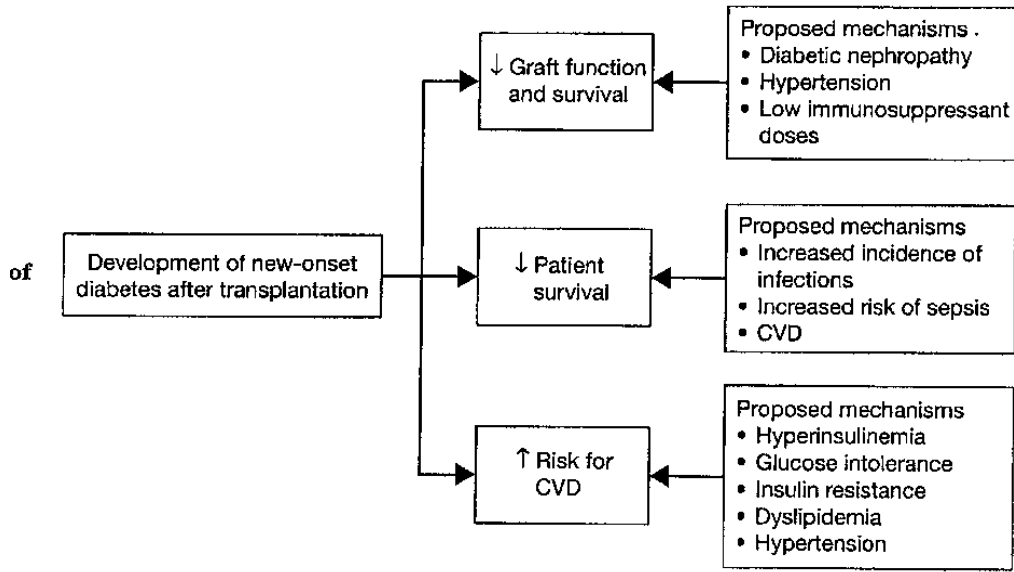 ↓ Graft function
and survival
Proposed mechanisms .
• Diabetic nephropathy
• Hypertension
• Low immunosuppressant
doses
of
Development of new-onset
diabetes after transplantation
↓ Patient
survival
Proposed mechanisms
• Increased incidence of
infections
• Increased risk of sepsis
• CVD
↑ Risk for
CVD
Proposed mechanisms
• Hyperinsulinemia
• Glucose intolerance
• Insulin resistance
• Dyslipidemia
• Hypertension